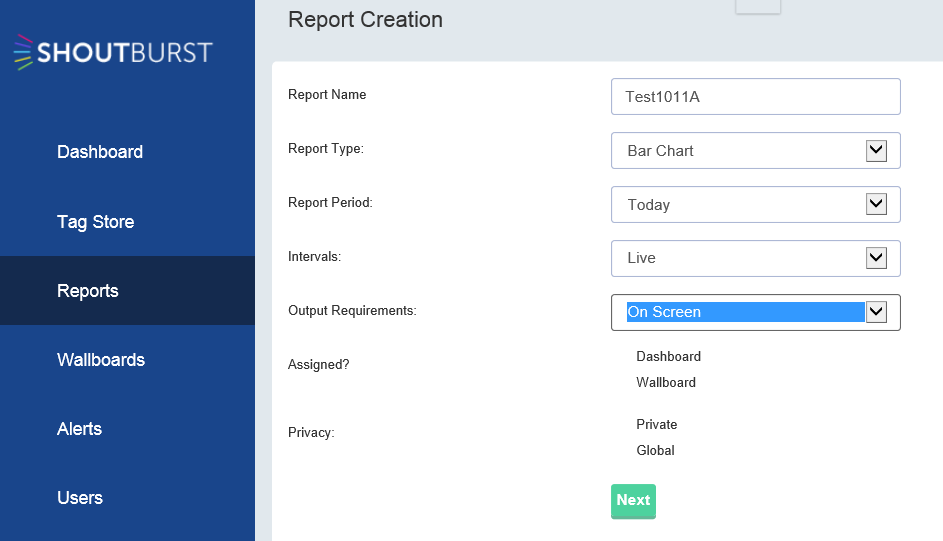 SHOUTBURST
Dashboard
Tag Store
Reports
Wallboards
Alerts
Users
Report Creation
Report Name
Test1011A
Report Type:
Bar Chart
Report Period:
Today
Intervals:
Live
Output Requirements:
On Screen
Assigned?
Dashboard
Wallboard
Privacy:
Private
Global
Next